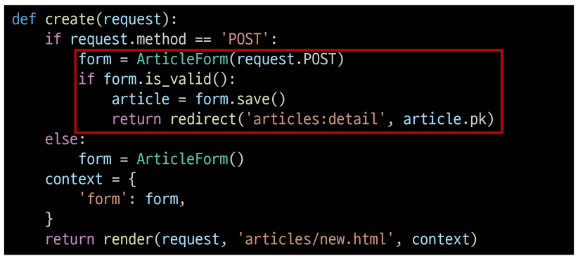 def create(request):
    if request.method == 'POST':
        form = ArticleForm(request.POST)
        if form.is_valid():
            article = form.save()
            return redirect('articles:detail', article.pk)
    else:
        form = ArticleForm()
    context = {
        'form': form,
    }
    return render(request, 'articles/new.html', context)